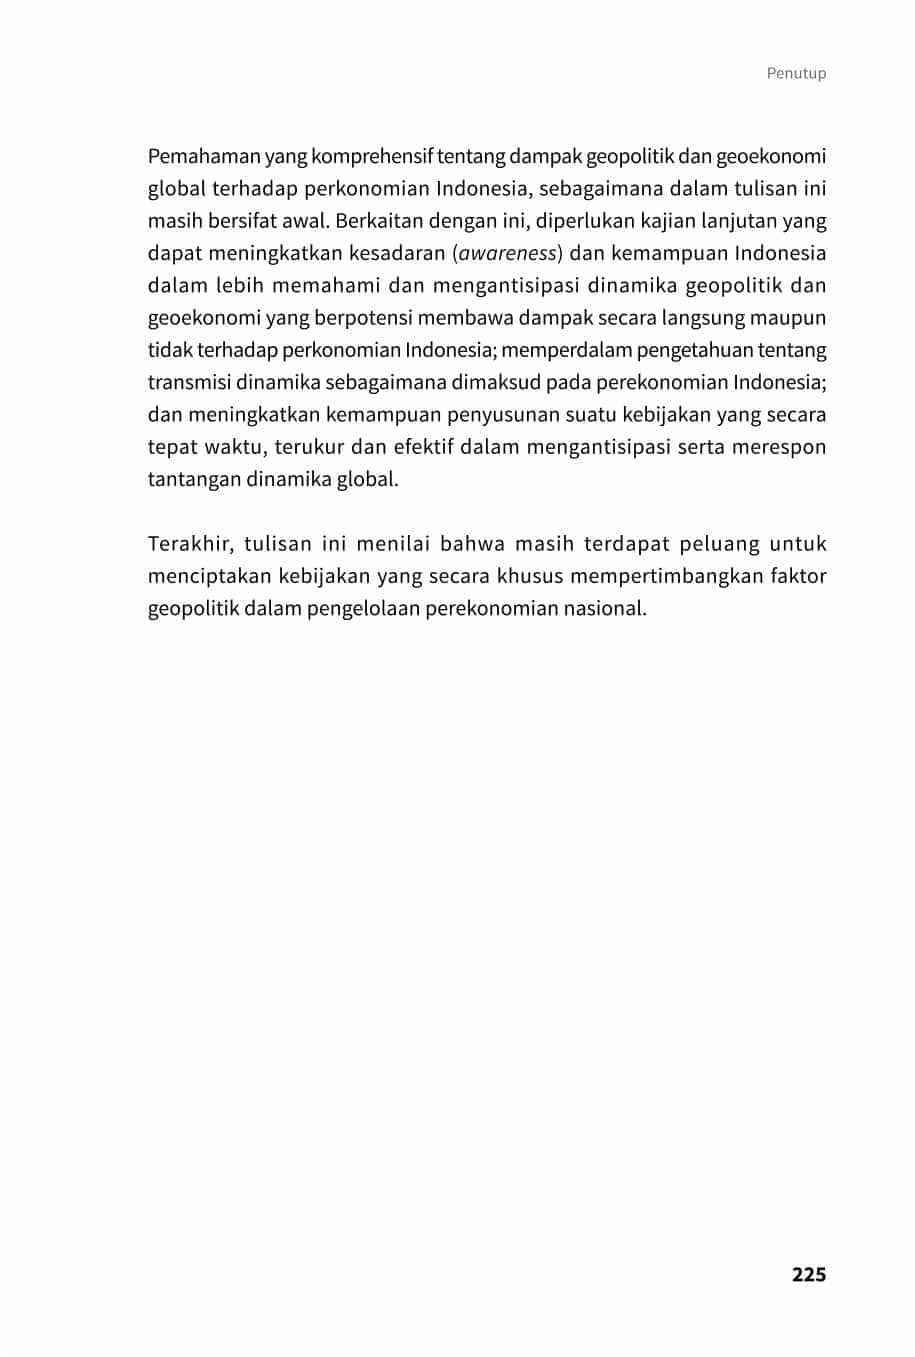 Penutup
Pemahaman yang komprehensif tentang dampak geopolitik dan geoekonomi
global terhadap perkonomian Indonesia, sebagaimana dalam tulisan ini
masih bersifat awal. Berkaitan dengan ini, diperlukan kajian lanjutan yang
dapat meningkatkan kesadaran (awareness) dan kemampuan Indonesia
dalam lebih memahami dan mengantisipasi dinamika geopolitik dan
geoekonomi yang berpotensi membawa dampak secara langsung maupun
tidak terhadap perkonomian Indonesia; memperdalam pengetahuan tentang
transmisi dinamika sebagaimana dimaksud pada perekonomian Indonesia;
dan meningkatkan kemampuan penyusunan suatu kebijakan yang secara
tepat waktu, terukur dan efektif dalam mengantisipasi serta merespon
tantangan dinamika global.
Terakhir, tulisan ini menilai bahwa masih terdapat peluang untuk
menciptakan kebijakan yang secara khusus mempertimbangkan faktor
geopolitik dalam pengelolaan perekonomian nasional.
225